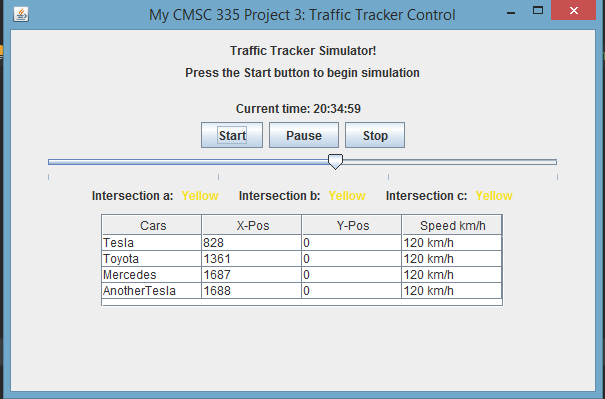 My CMSC 335 Project 3: Traffic Tracker Control
Traffic Tracker Simulator!
Press the Start button to begin simulation
Current time: 20:34:59
Start Pause Stop
Intersection a: Yellow Intersection b: Yellow Intersection c: Yellow
Cars X-Pos Y-Pos Speed km/h
Tesla 828 0 120 km/h
Toyota 1361 0 120 km/h
Mercedes 1687 0 120 km/h
AnotherTesla 1688 0 120 km/h